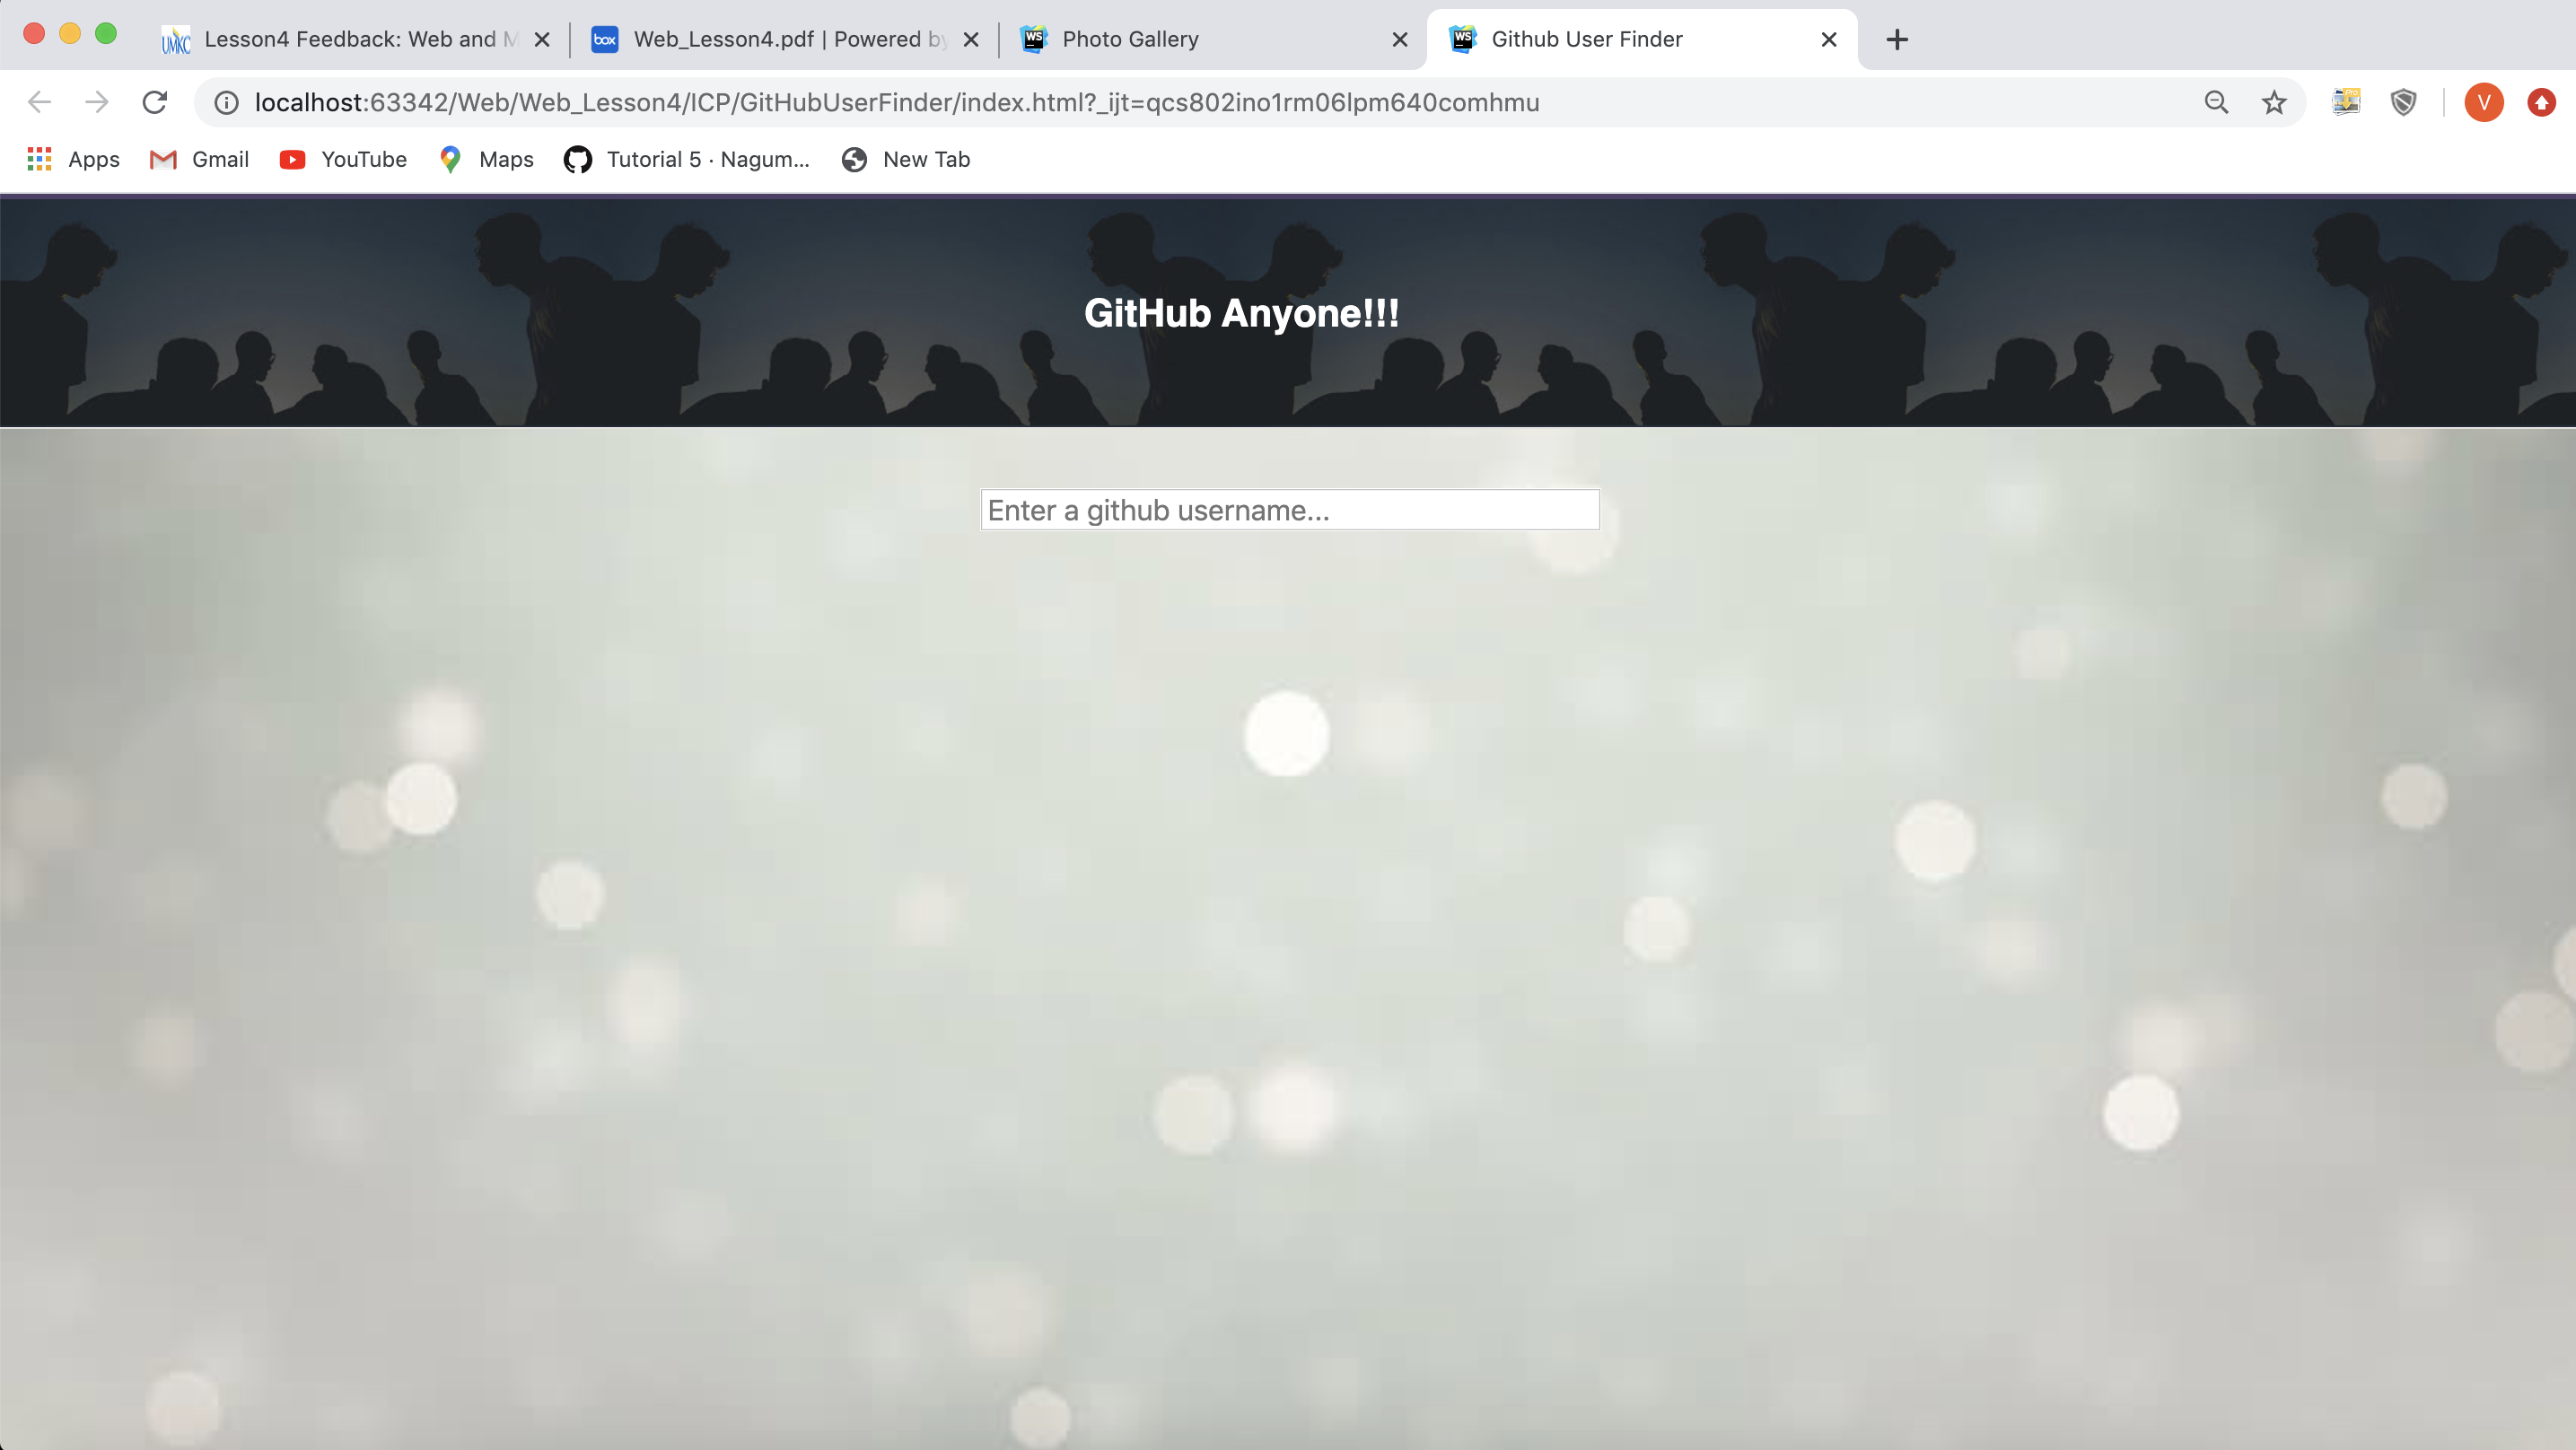 Lesson4 Feedback: Web and M
Web_Lesson4.pdf | Powered by
Photo Gallery
Github User Finder
localhost:63342/Web/Web_Lesson4/ICP/GitHubUserFinder/index.html?_ijt=qcs802ino1rm06lpm640comhmu
V
Apps
Gmail
YouTube
Maps
Tutorial 5 · Nagum...
New Tab
GitHub Anyone!!!
Enter a github username...
UMKC
box
WS
WS
Pro